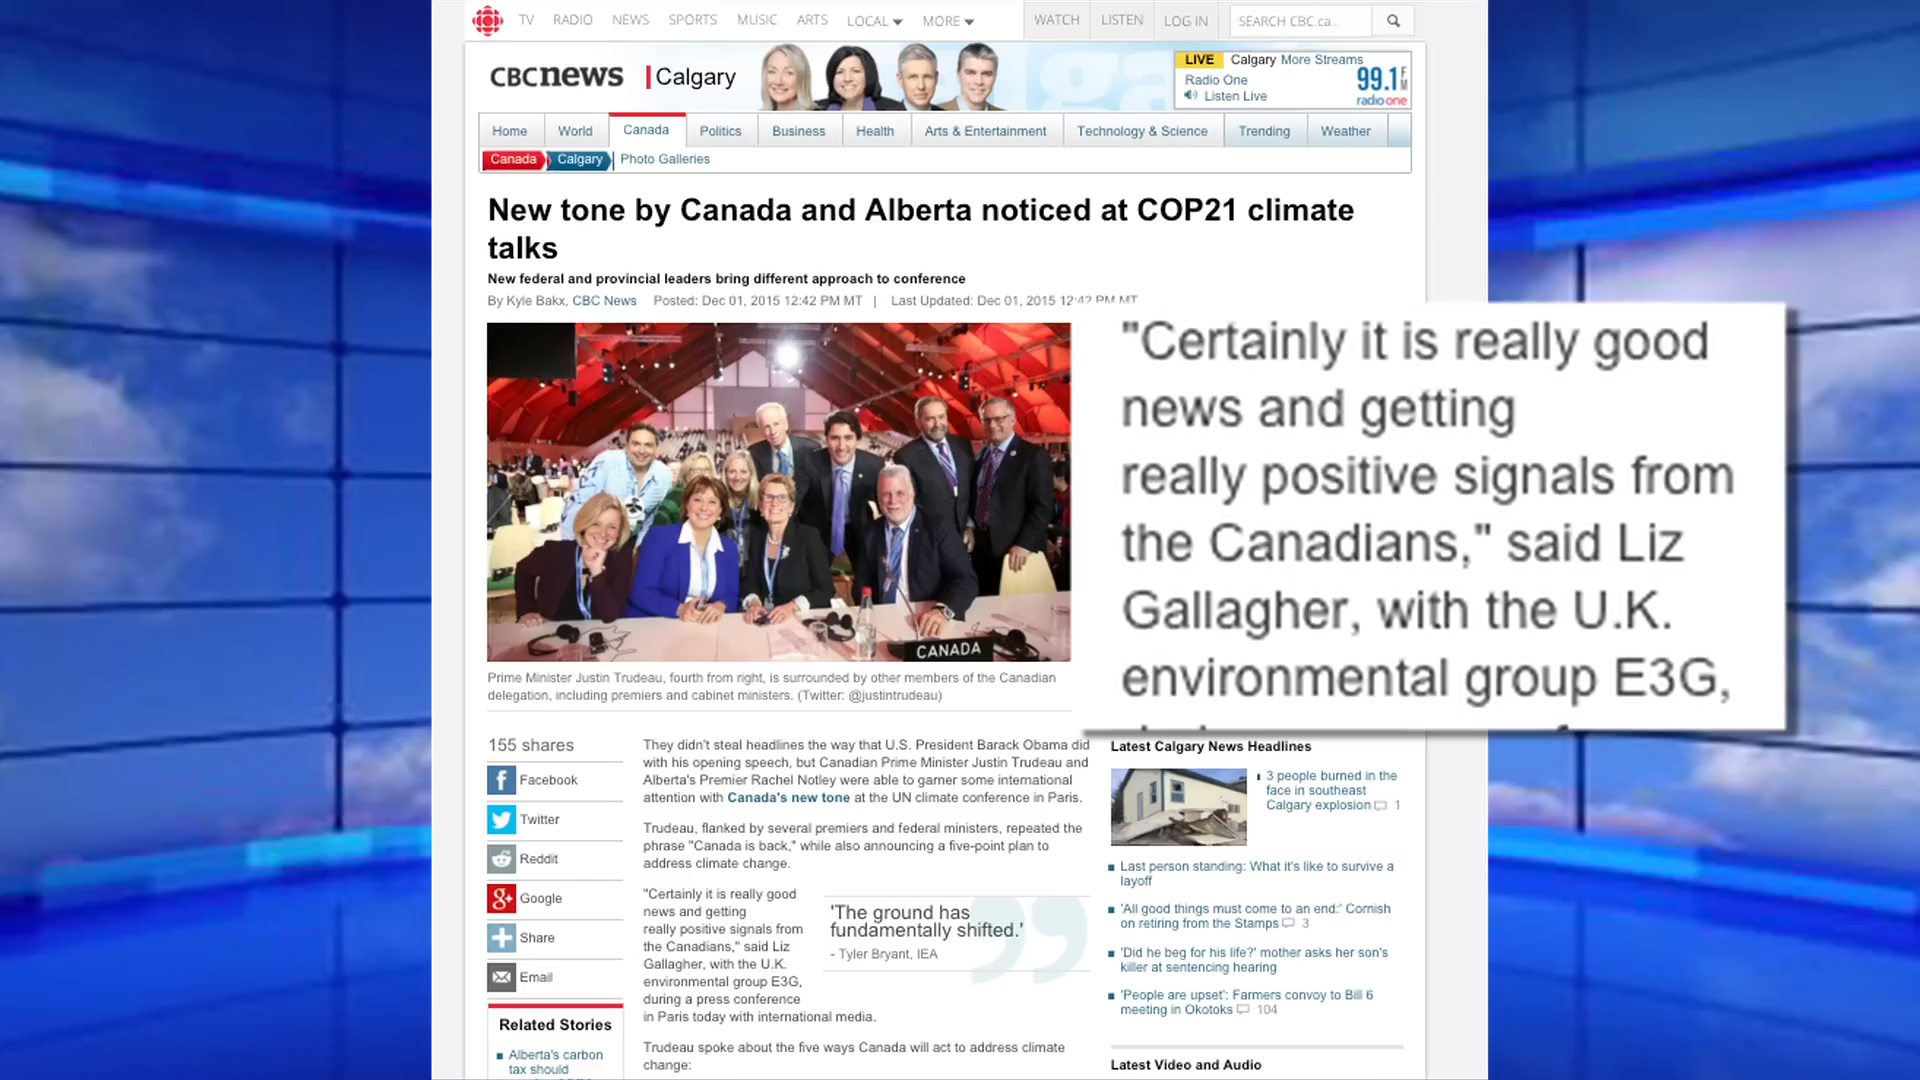 TV RADIO NEWS SPORTS MUSIC ARTS LOCAL MORE WATCH LISTEN LOG IN SEARCH CBC.ca...
CBCnews Calgary
LIVE Calgary More Streams
Radio One
Listen Live
99.1 FM
radio one
Home World Canada Politics Business Health Arts & Entertainment Technology & Science Trending Weather
Canada Calgary Photo Galleries
New tone by Canada and Alberta noticed at COP21 climate
talks
New federal and provincial leaders bring different approach to conference
By Kyle Bakx, CBC News Posted: Dec 01, 2015 12:42 PM MT | Last Updated: Dec 01, 2015 12:42 PM MT
"Certainly it is really good
news and getting
really positive signals from
the Canadians," said Liz
Gallagher, with the U.K.
environmental group E3G,
CANADA
Prime Minister Justin Trudeau, fourth from right, is surrounded by other members of the Canadian
delegation, including premiers and cabinet ministers. (Twitter: @justintrudeau)
155 shares
Facebook
Twitter
Reddit
Google
Share
Email
Related Stories
Alberta's carbon
tax should
They didn't steal headlines the way that U.S. President Barack Obama did
with his opening speech, but Canadian Prime Minister Justin Trudeau and
Alberta's Premier Rachel Notley were able to garner some international
attention with Canada's new tone at the UN climate conference in Paris.
Trudeau, flanked by several premiers and federal ministers, repeated the
phrase "Canada is back," while also announcing a five-point plan to
address climate change.
"Certainly it is really good
news and getting
really positive signals from
the Canadians," said Liz
Gallagher, with the U.K.
environmental group E3G,
during a press conference
in Paris today with international media.
'The ground has
fundamentally shifted.'
- Tyler Bryant, IEA
Trudeau spoke about the five ways Canada will act to address climate
change:
Latest Calgary News Headlines
3 people burned in the
face in southeast
Calgary explosion 1
Last person standing: What it's like to survive a
layoff
'All good things must come to an end:' Cornish
on retiring from the Stamps 3
'Did he beg for his life?' mother asks her son's
killer at sentencing hearing
'People are upset': Farmers convoy to Bill 6
meeting in Okotoks 104
Latest Video and Audio